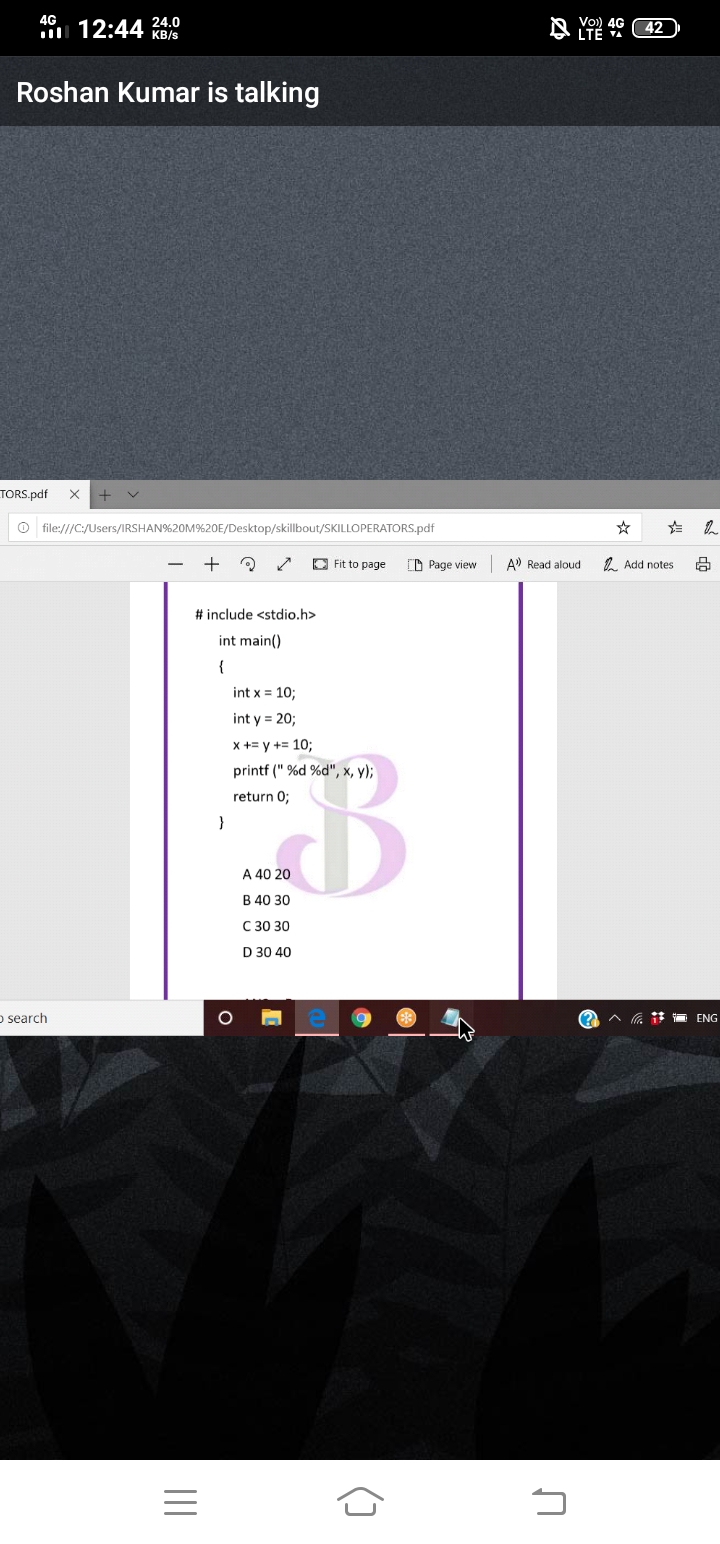 4G 12:44 24.0 KB/s Vo)) LTE 4G 42
Roshan Kumar is talking
TORS.pdf
file:///C:/Users/IRSHAN%20M%20E/Desktop/skillbout/SKILLOPERATORS.pdf
Fit to page Page view Read aloud Add notes
# include <stdio.h>
int main()
{
int x = 10;
int y = 20;
x += y += 10;
printf (" %d %d", x, y);
return 0;
}
A 40 20
B 40 30
C 30 30
D 30 40
search
ENG